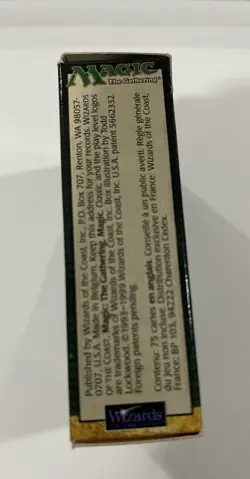 MAGIC
The Gathering®
Published by Wizards of the Coast, Inc., P.O. Box 707, Renton, WA 98057-
0707, U.S.A. Made in Belgium. Keep this address for your records. WIZARDS
OF THE COAST, Magic: The Gathering, Magic, Classic and the play level logos
are trademarks of Wizards of the Coast, Inc. Box illustration by Todd
Lockwood. ©1993–1999 Wizards of the Coast, Inc. U.S.A. patent 5662332.
Foreign patents pending.
Contenu: 75 cartes en anglais. Conseillé à un public averti. Règle générale
du jeu non incluse. Distribution exclusive en France: Wizards of the Coast,
France: BP 103, 94222 Charenton Cedex.
Wizards
OF THE COAST